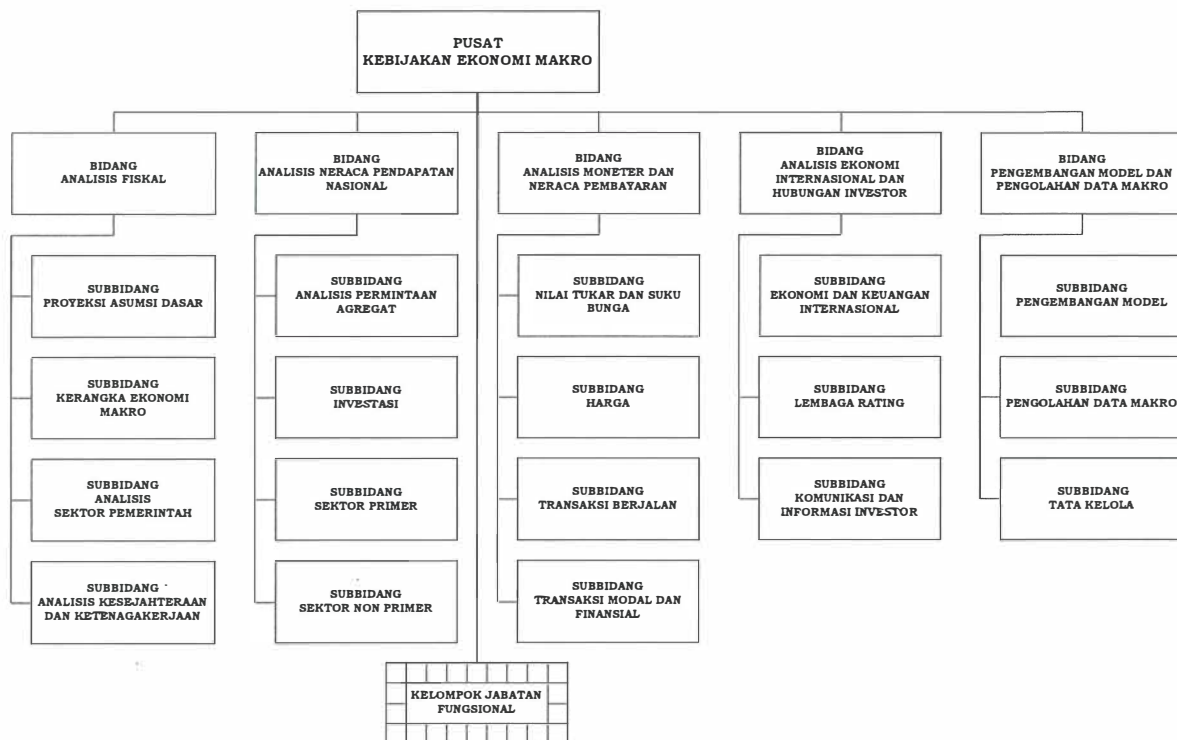 PUSAT
KEBIJAKAN EKONOMI MAKRO
BIDANG
ANALISIS FISKAL
BIDANG
ANALISIS NERACA PENDAPATAN
NASIONAL
BIDANG
ANALISIS MONETER DAN
NERACA PEMBAYARAN
BIDANG
ANALISIS EKONOMI
INTERNASIONAL DAN
HUBUNGAN INVESTOR
BIDANG
PENGEMBANGAN MODEL DAN
PENGOLAHAN DATA MAKRO
SUBBIDANG
PROYEKSI ASUMSI DASAR
SUBBIDANG
ANALISIS PERMINTAAN
AGREGAT
SUBBIDANG
NILAI TUKAR DAN SUKU
BUNGA
SUBBIDANG
EKONOMI DAN KEUANGAN
INTERNASIONAL
SUBBIDANG
PENGEMBANGAN MODEL
SUBBIDANG
KERANGKA EKONOMI
MAKRO
SUBBIDANG
INVESTASI
SUBBIDANG
HARGA
SUBBIDANG
LEMBAGA RATING
SUBBIDANG
PENGOLAHAN DATA MAKRO
SUBBIDANG
ANALISIS
SEKTOR PEMERINTAH
SUBBIDANG
SEKTOR PRIMER
SUBBIDANG
TRANSAKSI BERJALAN
SUBBIDANG
KOMUNIKASI DAN
INFORMASI INVESTOR
SUBBIDANG
TATA KELOLA
SUBBIDANG
ANALISIS KESEJAHTERAAN
DAN KETENAGAKERJAAN
SUBBIDANG
SEKTOR NON PRIMER
SUBBIDANG
TRANSAKSI MODAL DAN
FINANSIAL
KELOMPOK JABATAN
FUNGSIONAL